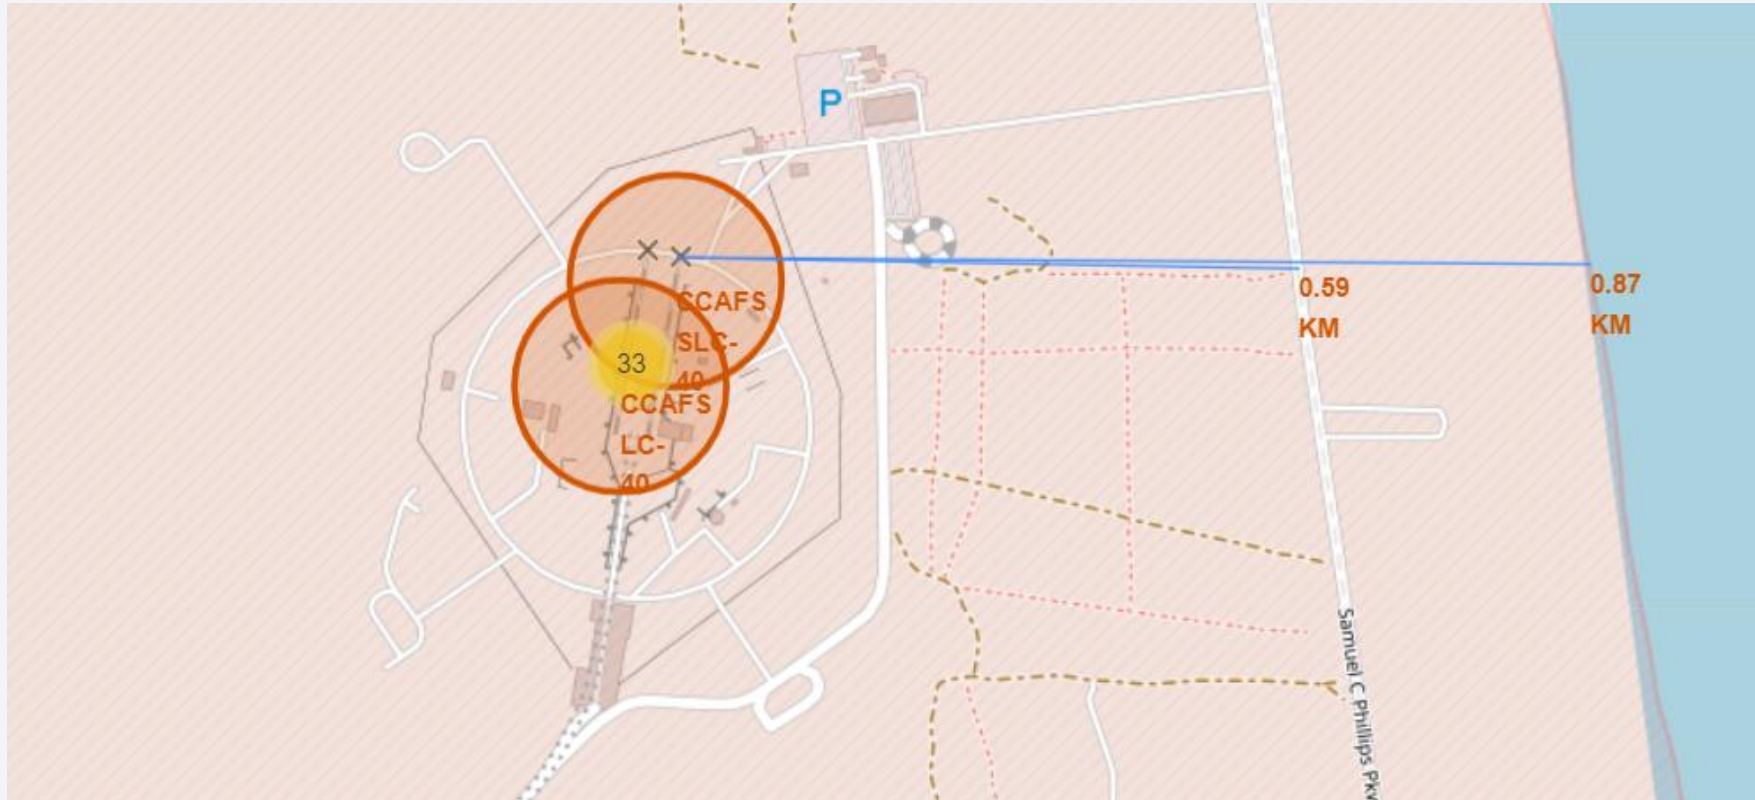 P
0.59
KM
0.87
KM
CCAFS
SLC-
40
33
CCAFS
LC-
40
Samuel C Phillips Pkw